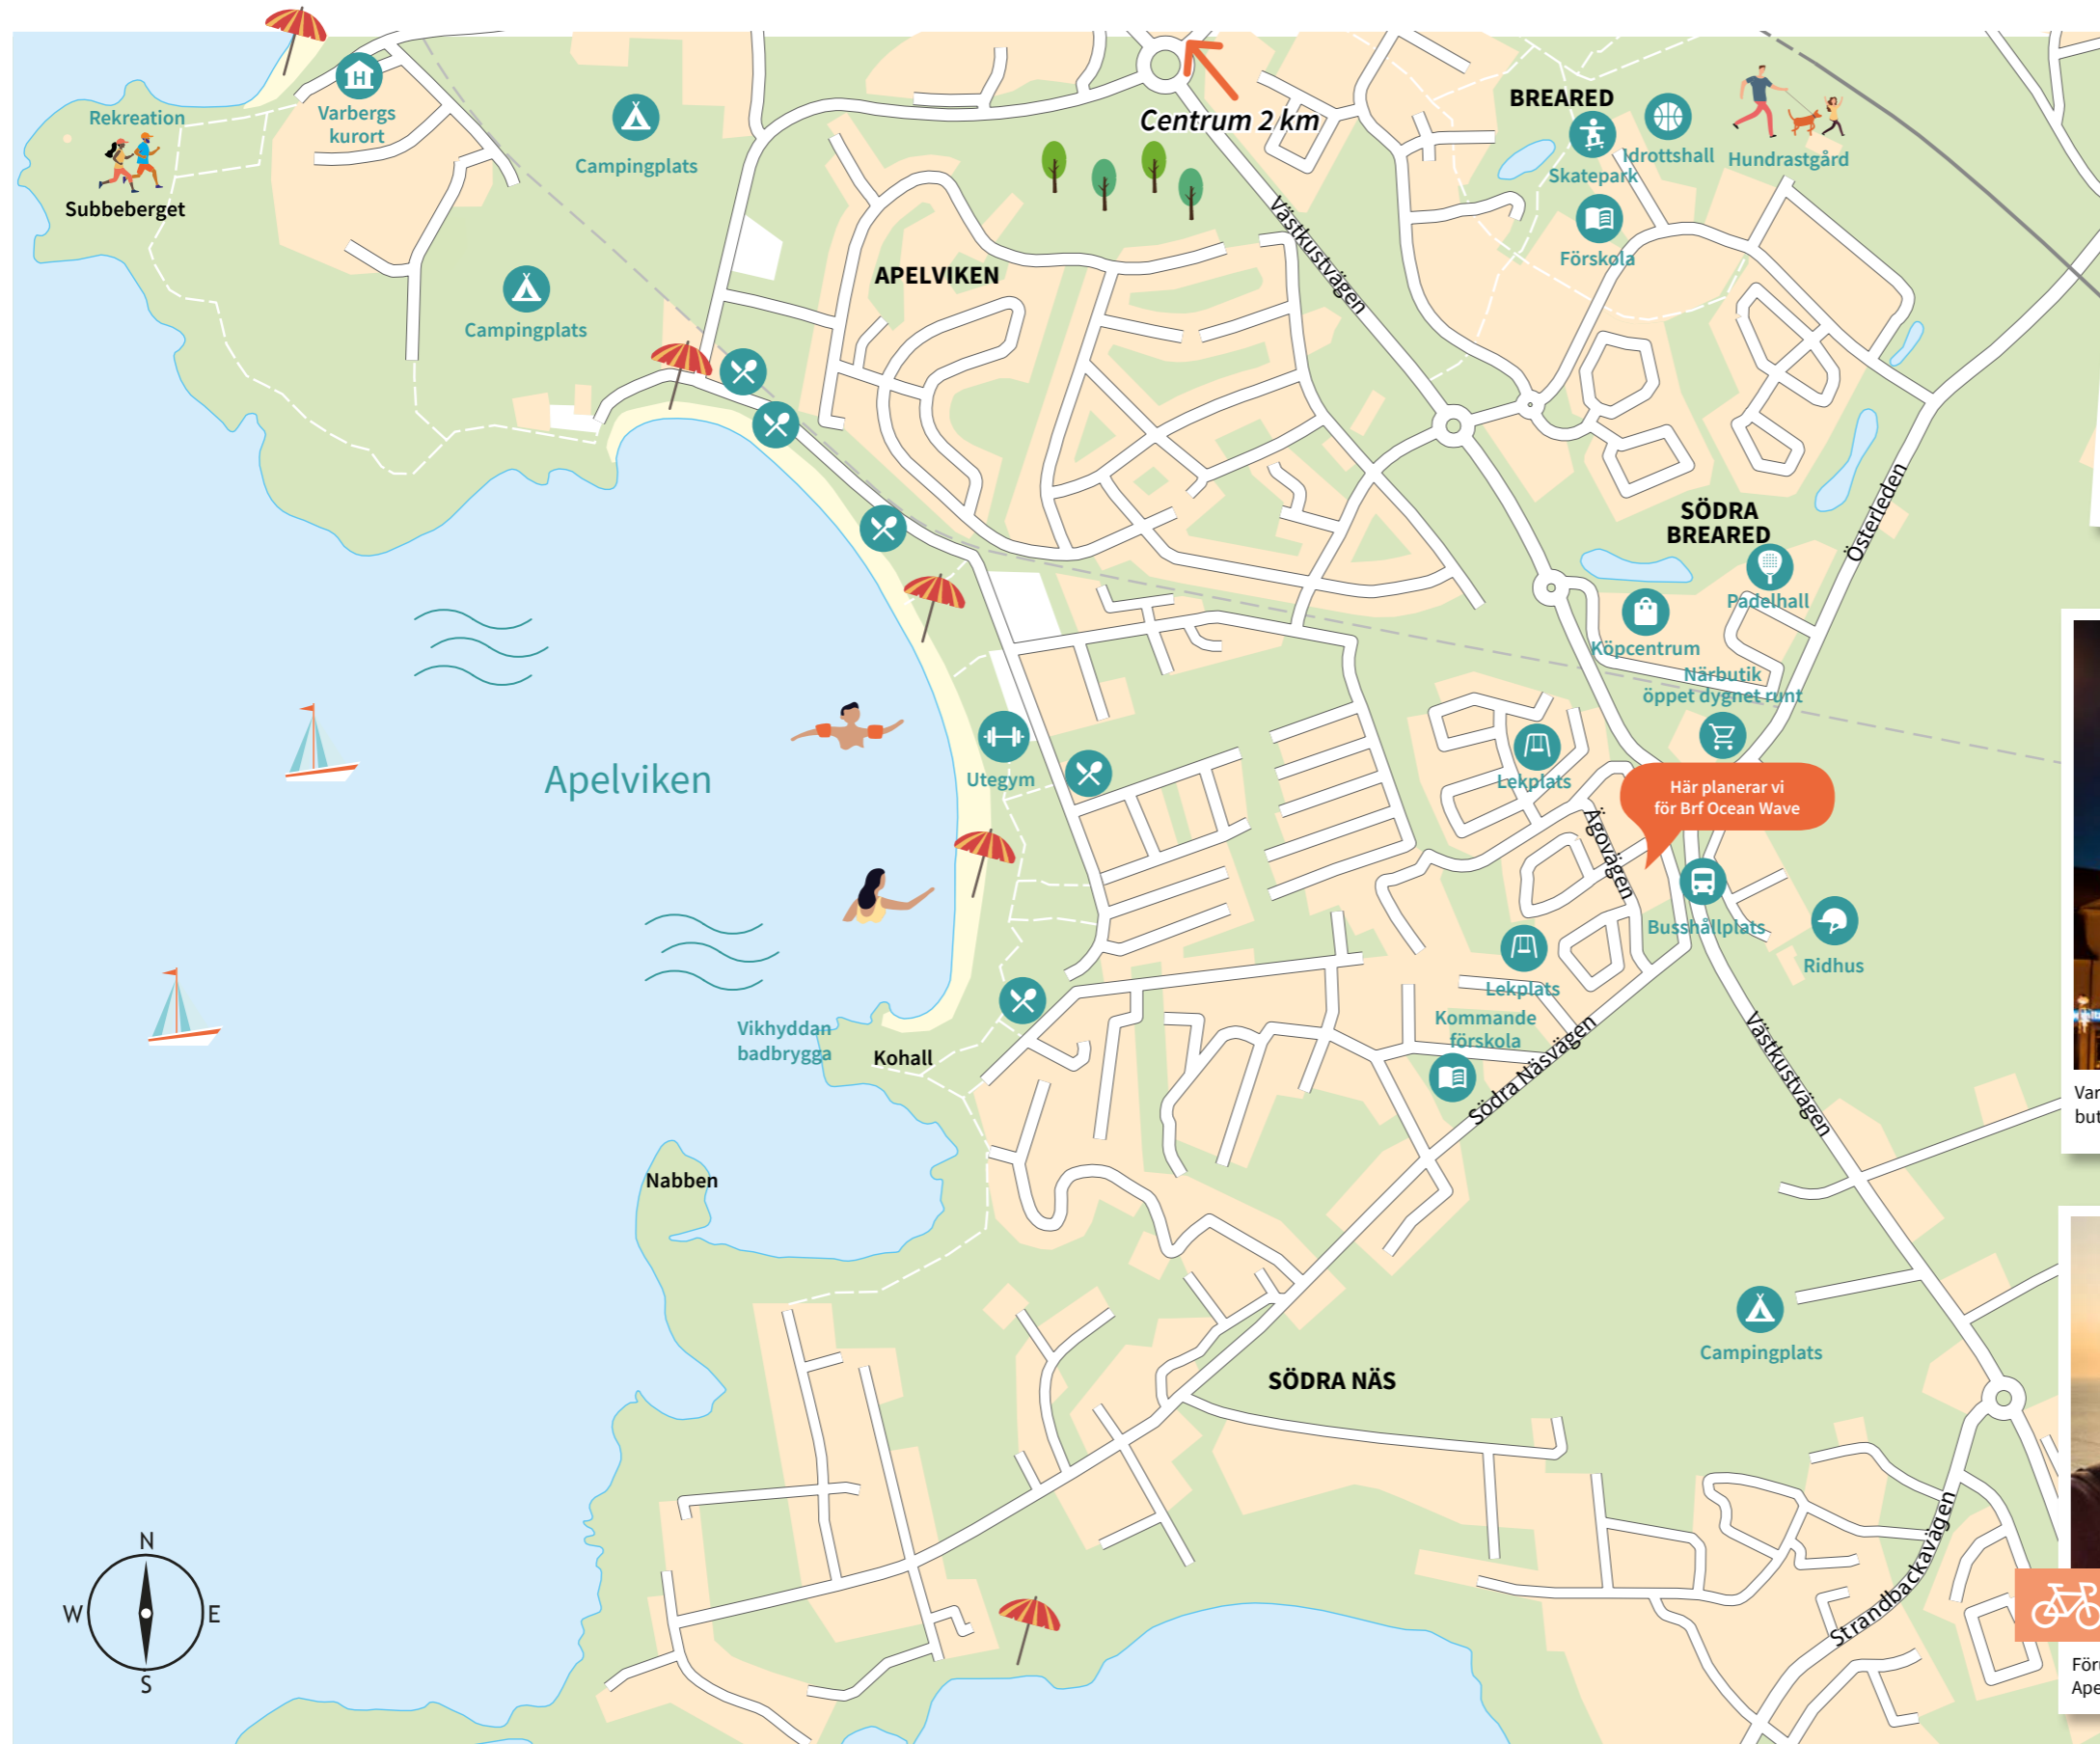 Centrum 2 km
BREARED
Rekreation
Varbergs
kurort
Campingplats
Idrottshall
Hundrastgård
Skatepark
Subbeberget
Västkustvägen
Förskola
APELVIKEN
Campingplats
SÖDRA
BREARED
Österleden
Padelhall
Köpcentrum
Närbutik
öppet dygnet runt
Apelviken
Utegym
Lekplats
Här planerar vi
för Brf Ocean Wave
Ägovägen
Busshållplats
Ridhus
Lekplats
Kommande
förskola
Vikhyddan
badbrygga
Kohall
Södra Näsvägen
Västkustvägen
Nabben
Campingplats
SÖDRA NÄS
Strandbackavägen
N
W
E
S
H